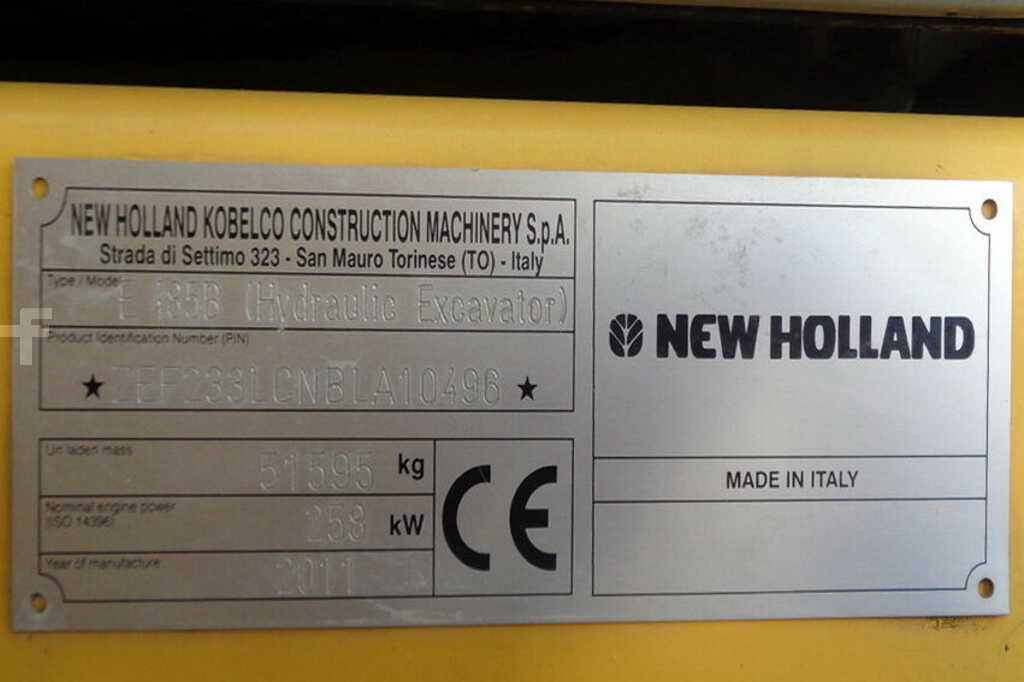 NEW HOLLAND KOBELCO CONSTRUCTION MACHINERY S.p.A.
Strada di Settimo 323 - San Mauro Torinese (TO) - Italy
Type / Model
E 485B (Hydraulic Excavator)
Product Identification Number (PIN)
★ ZEF233LCNBLA10496 ★
Un laden mass
51595 kg
Nominal engine power
(ISO 14396)
258 kW
Year of manufacture
2011
CE
NEW HOLLAND
MADE IN ITALY
f